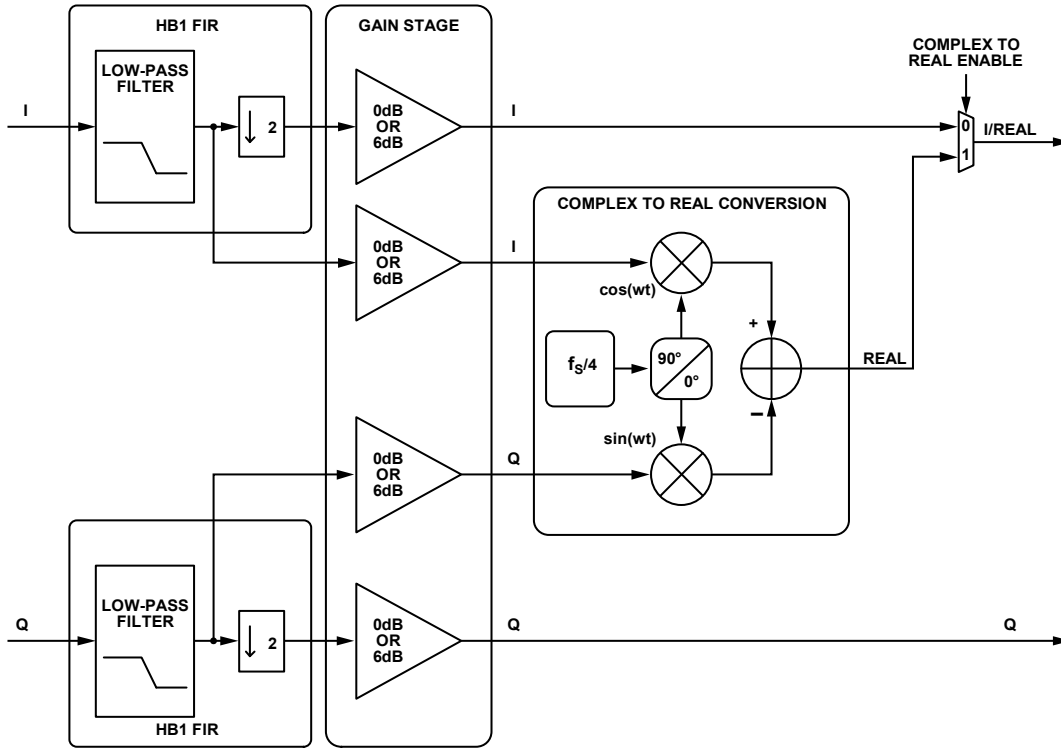 HB1 FIR
GAIN STAGE
LOW-PASS
FILTER
I
2
0dB
OR
6dB
I
COMPLEX TO
REAL ENABLE
0
1
I/REAL
0dB
OR
6dB
I
COMPLEX TO REAL CONVERSION
cos(wt)
fS/4
90°
0°
+
–
REAL
sin(wt)
0dB
OR
6dB
Q
LOW-PASS
FILTER
Q
2
0dB
OR
6dB
Q
Q
HB1 FIR